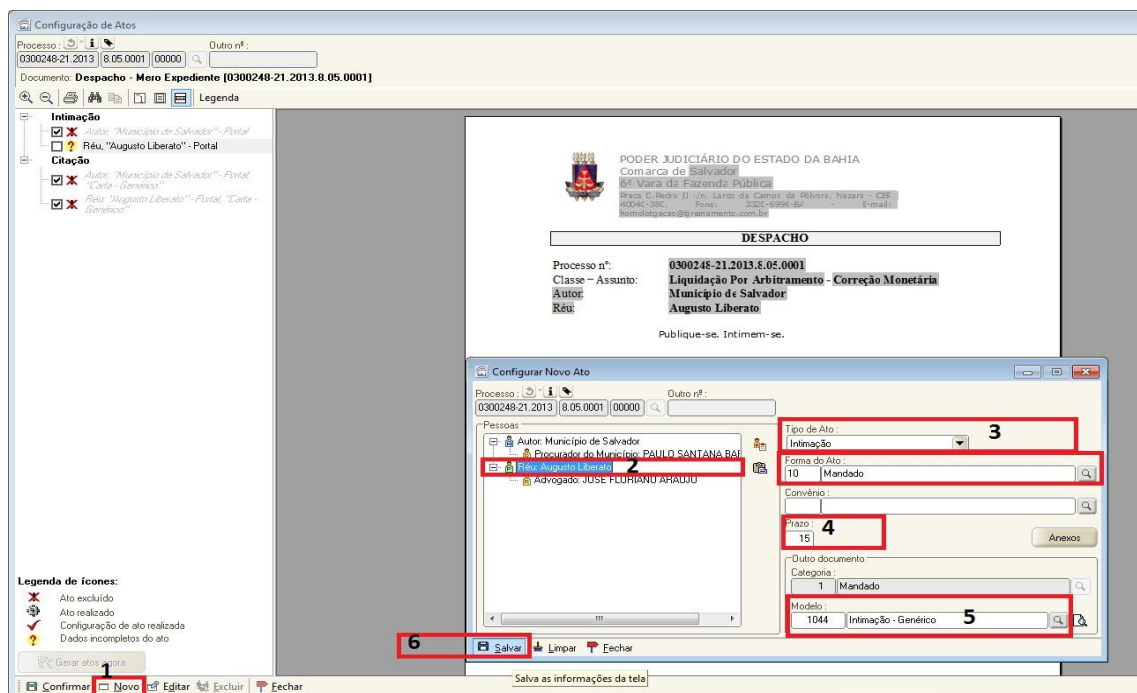 Configuração de Atos
Processo : Outro nº :
0300248-21.2013 8.05.0001 00000
Documento: Despacho - Mero Expediente [0300248-21.2013.8.05.0001]
Legenda
Intimação
Autor, "Município de Salvador" - Portal
Réu, "Augusto Liberato" - Portal
Citação
Autor, "Município de Salvador" - Portal,
"Carta - Genérico"
Réu, "Augusto Liberato" - Portal, "Carta -
Genérico"
Legenda de ícones:
Ato excluído
Ato realizado
Configuração de ato realizada
Dados incompletos do ato
Gerar atos agora
1
Confirmar Novo Editar Excluir Fechar
PODER JUDICIÁRIO DO ESTADO DA BAHIA
Comarca de Salvador
6ª Vara da Fazenda Pública
DESPACHO
Processo nº: 0300248-21.2013.8.05.0001
Classe – Assunto: Liquidação Por Arbitramento - Correção Monetária
Autor: Município de Salvador
Réu: Augusto Liberato
Publique-se. Intimem-se.
Configurar Novo Ato
Processo : Outro nº :
0300248-21.2013 8.05.0001 00000
Pessoas
Autor: Município de Salvador
Procurador do Município: PAULO SANTANA BAF
Réu: Augusto Liberato 2
Advogado: JOSE FLORIANO ARAUJO
Tipo de Ato :
Intimação 3
Forma do Ato :
10 Mandado
Convênio :
Prazo :
15 4
Anexos
Outro documento
Categoria :
1 Mandado
Modelo :
1044 Intimação - Genérico 5
6 Salvar Limpar Fechar
Salva as informações da tela